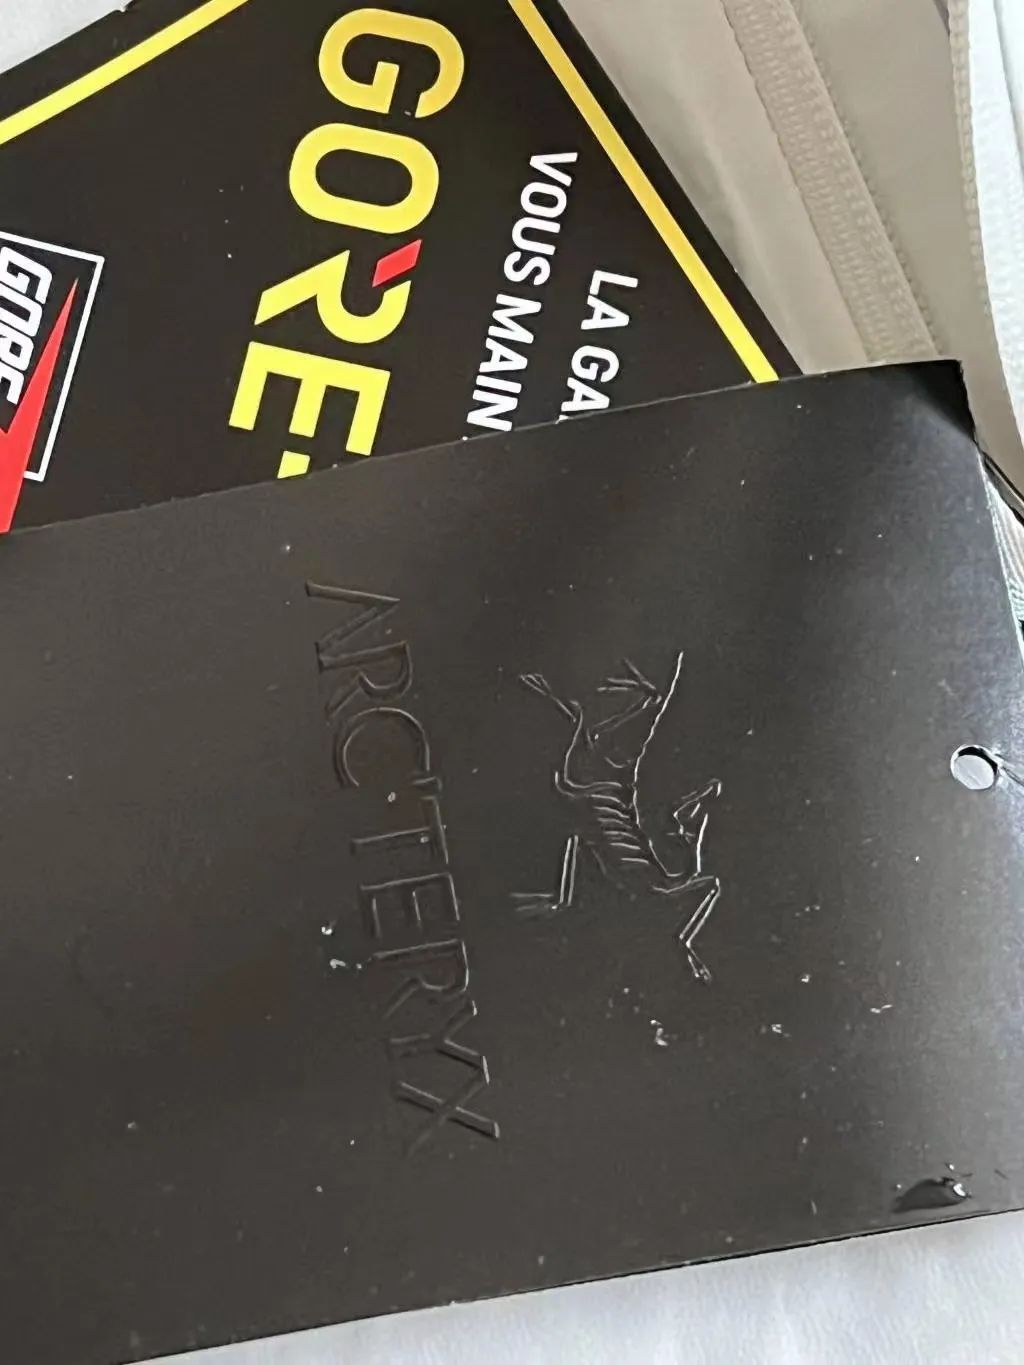 GORE-
VOUS MAIN
LA GA
GORE
ARC'TERYX